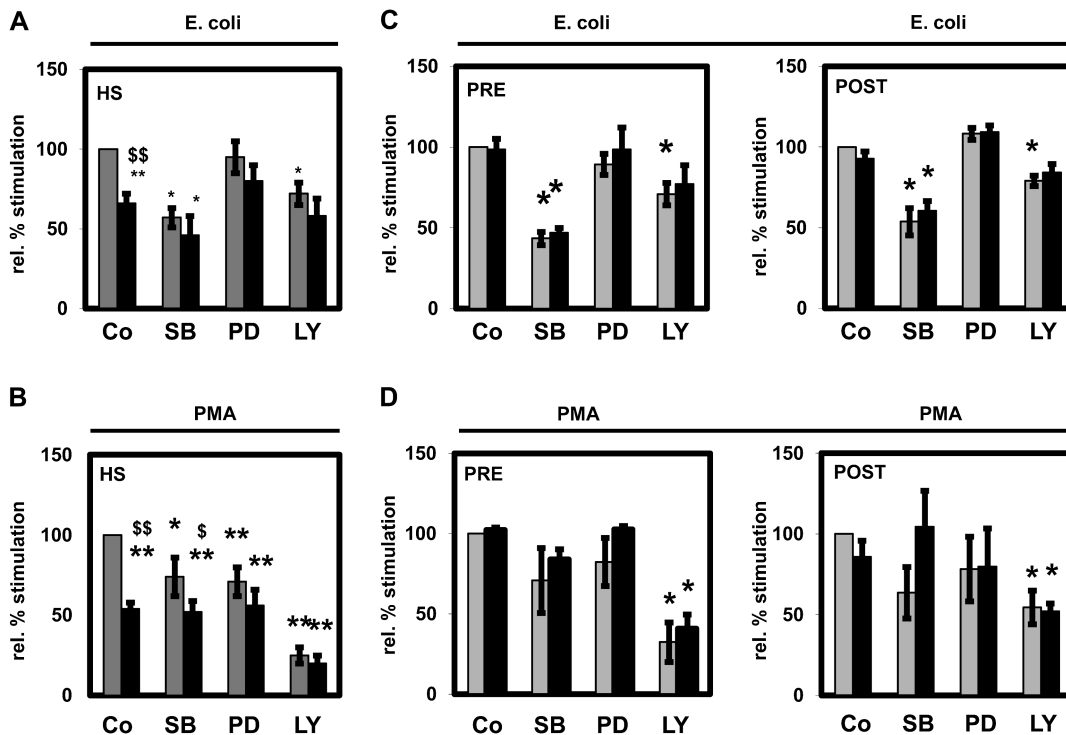 A
E. coli
150
100
50
0
rel. % stimulation
HS
$$
**
*
*
*
Co SB PD LY
C
E. coli
E. coli
150
100
50
0
rel. % stimulation
PRE
*
*
*
Co SB PD LY
150
100
50
0
rel. % stimulation
POST
*
*
*
Co SB PD LY
B
PMA
150
100
50
0
rel. % stimulation
HS
$$ * $ **
** ** **
** **
Co SB PD LY
D
PMA
PMA
150
100
50
0
rel. % stimulation
PRE
*
*
Co SB PD LY
150
100
50
0
rel. % stimulation
POST
* *
Co SB PD LY